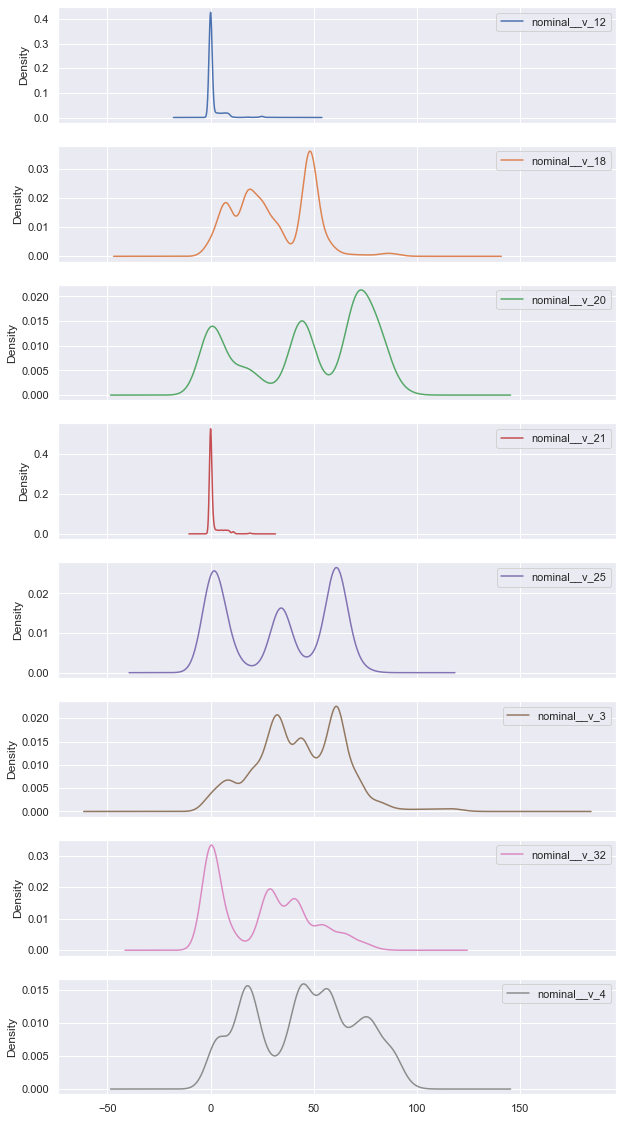 nominal__v_12
0.4
0.3
0.2
0.1
0.0
Density
nominal__v_18
0.03
0.02
0.01
0.00
Density
nominal__v_20
0.020
0.015
0.010
0.005
0.000
Density
nominal__v_21
0.4
0.2
0.0
Density
nominal__v_25
0.02
0.01
0.00
Density
nominal__v_3
0.020
0.015
0.010
0.005
0.000
Density
nominal__v_32
0.03
0.02
0.01
0.00
Density
nominal__v_4
0.015
0.010
0.005
0.000
Density
−50 0 50 100 150